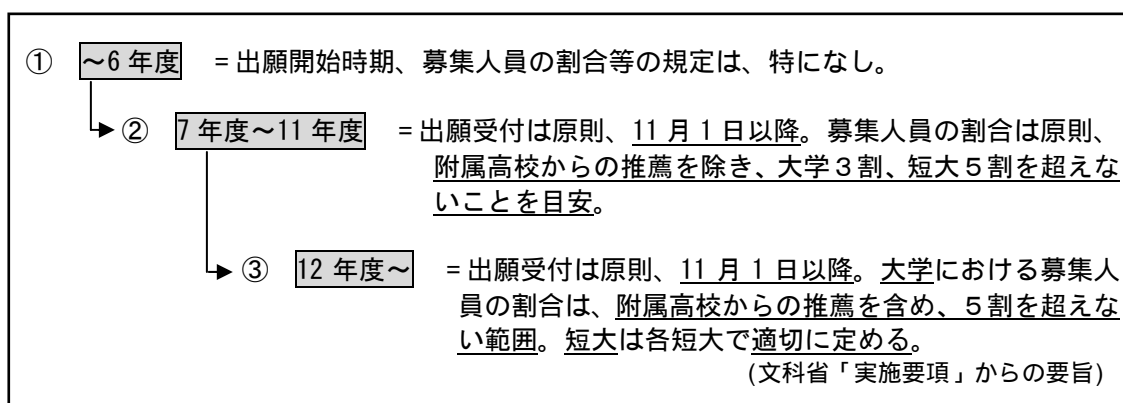 ① ～6年度 ＝出願開始時期、募集人員の割合等の規定は、特になし。
② 7年度～11年度 ＝出願受付は原則、11月1日以降。募集人員の割合は原則、
附属高校からの推薦を除き、大学３割、短大５割を超えな
いことを目安。
③ 12年度～ ＝出願受付は原則、11月1日以降。大学における募集人
員の割合は、附属高校からの推薦を含め、５割を超えな
い範囲。短大は各短大で適切に定める。
(文科省「実施要項」からの要旨)